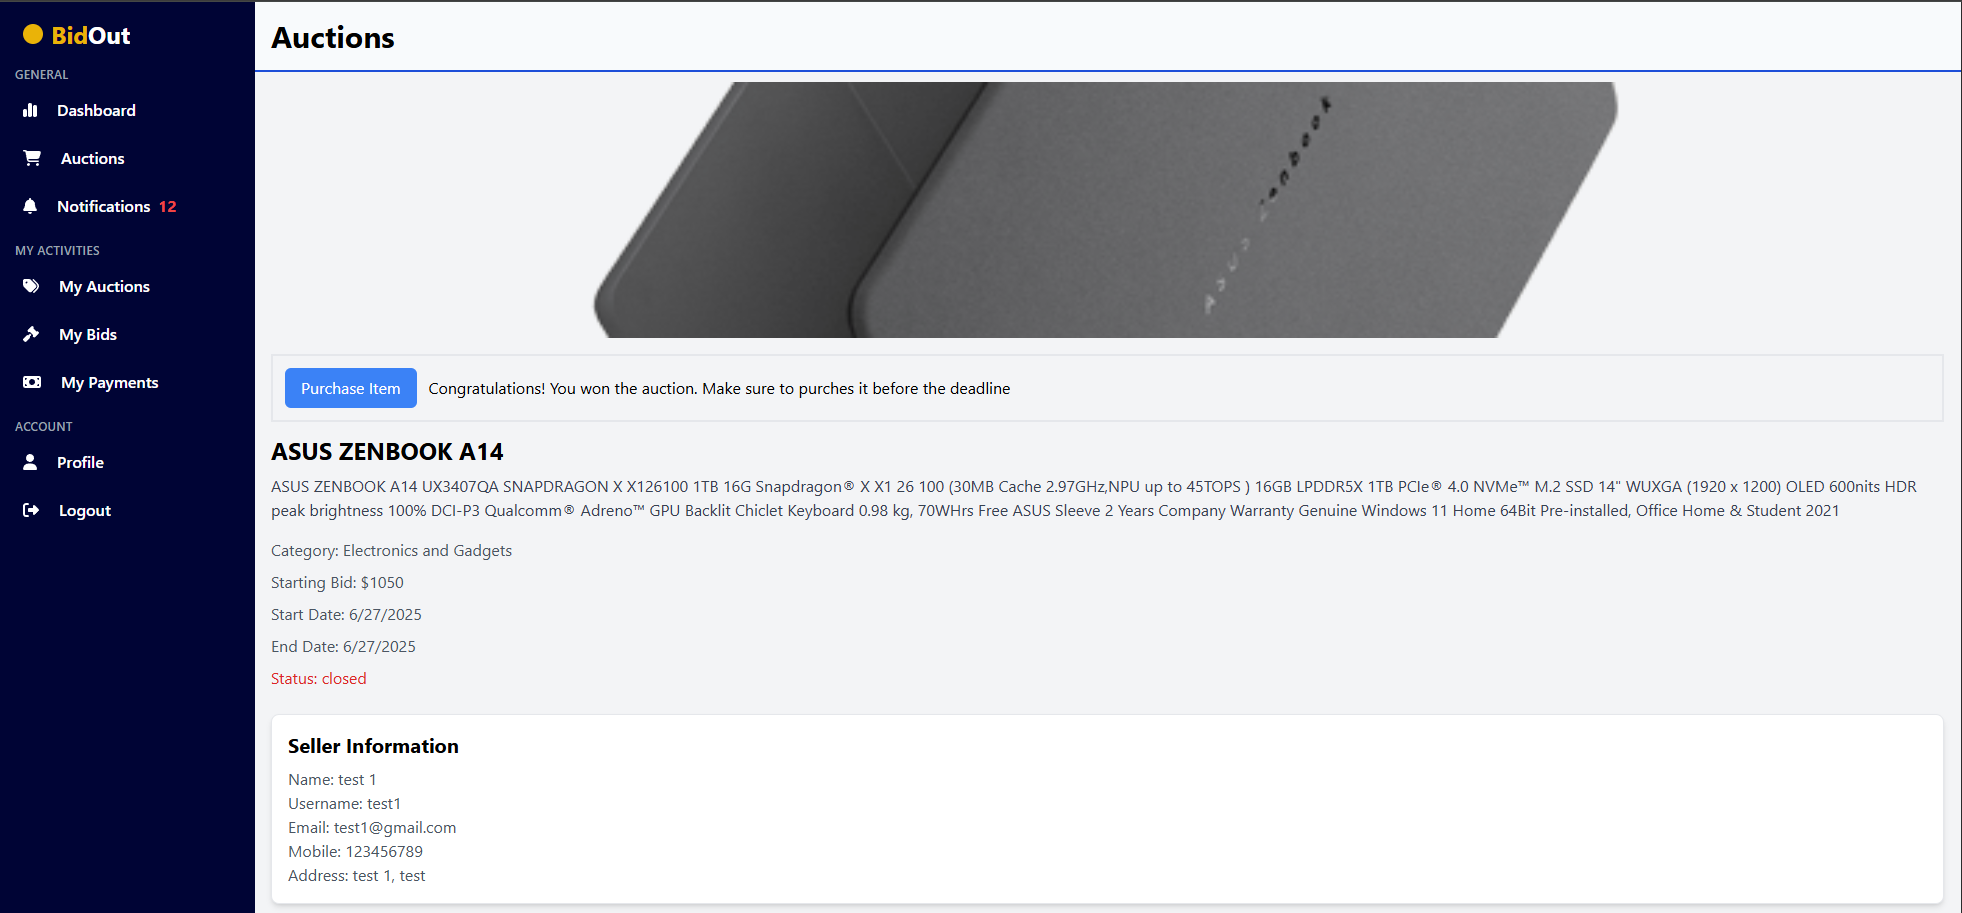 BidOut
GENERAL
Dashboard
Auctions
Notifications 12
MY ACTIVITIES
My Auctions
My Bids
My Payments
ACCOUNT
Profile
Logout
Auctions
ASUS Zenbook
Purchase Item
Congratulations! You won the auction. Make sure to purches it before the deadline
ASUS ZENBOOK A14
ASUS ZENBOOK A14 UX3407QA SNAPDRAGON X X126100 1TB 16G Snapdragon® X X1 26 100 (30MB Cache 2.97GHz,NPU up to 45TOPS ) 16GB LPDDR5X 1TB PCIe® 4.0 NVMe™ M.2 SSD 14" WUXGA (1920 x 1200) OLED 600nits HDR
peak brightness 100% DCI-P3 Qualcomm® Adreno™ GPU Backlit Chiclet Keyboard 0.98 kg, 70WHrs Free ASUS Sleeve 2 Years Company Warranty Genuine Windows 11 Home 64Bit Pre-installed, Office Home & Student 2021
Category: Electronics and Gadgets
Starting Bid: $1050
Start Date: 6/27/2025
End Date: 6/27/2025
Status: closed
Seller Information
Name: test 1
Username: test1
Email: test1@gmail.com
Mobile: 123456789
Address: test 1, test